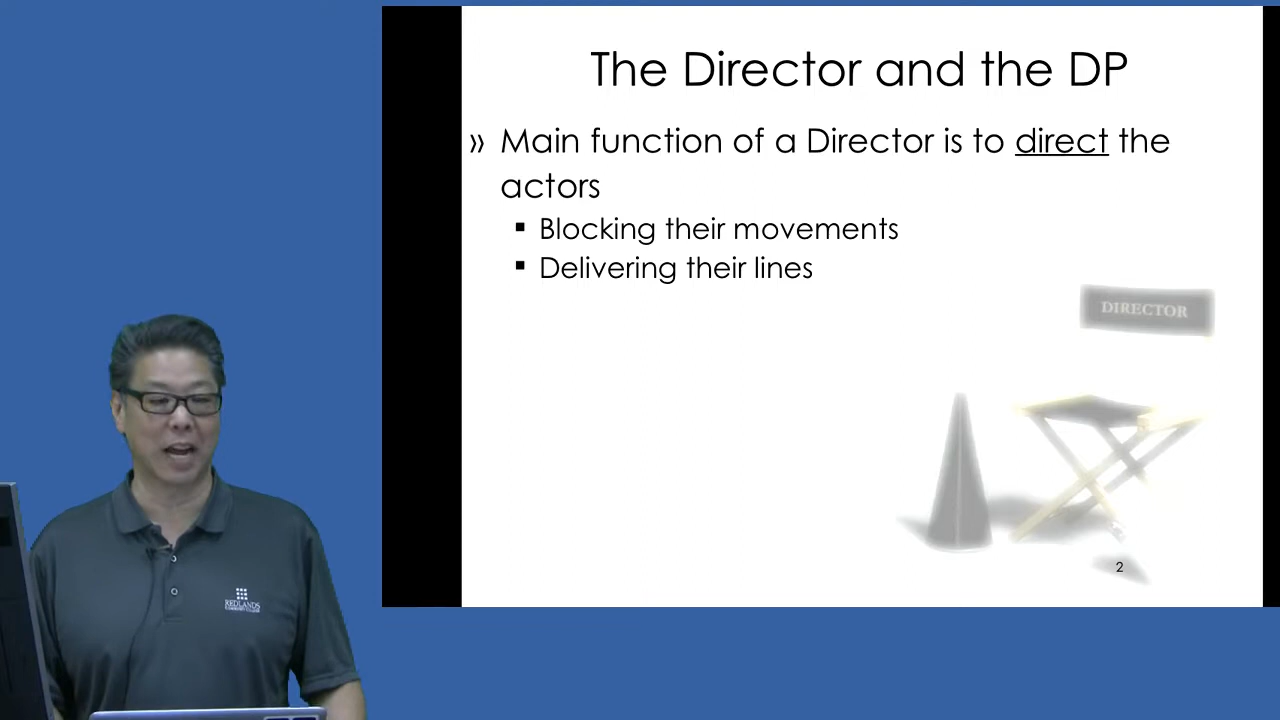 The Director and the DP
» Main function of a Director is to direct the
actors
▪ Blocking their movements
▪ Delivering their lines
DIRECTOR
2
REDLANDS